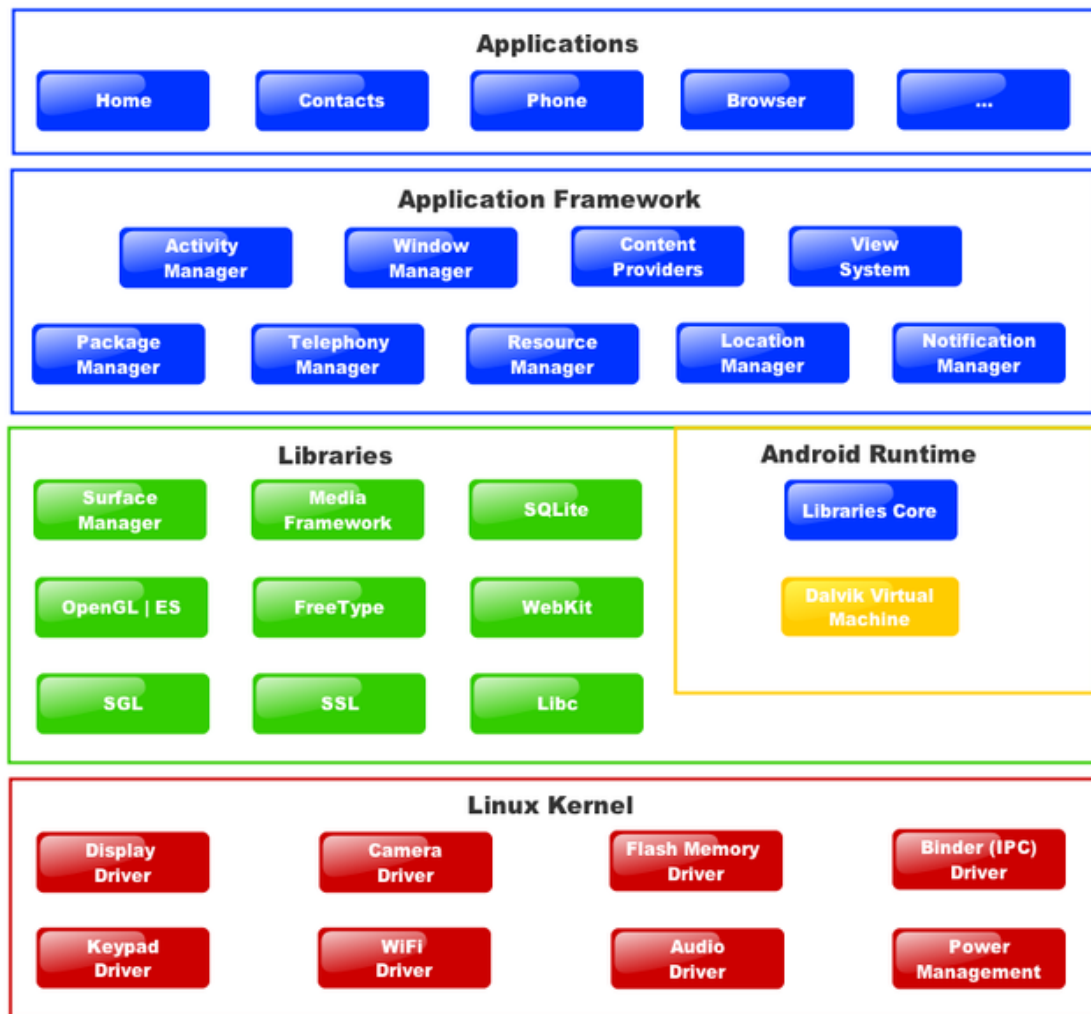 Applications
Home
Contacts
Phone
Browser
...
Application Framework
Activity
Manager
Window
Manager
Content
Providers
View
System
Package
Manager
Telephony
Manager
Resource
Manager
Location
Manager
Notification
Manager
Libraries
Surface
Manager
Media
Framework
SQLite
OpenGL | ES
FreeType
WebKit
SGL
SSL
Libc
Android Runtime
Libraries Core
Dalvik Virtual
Machine
Linux Kernel
Display
Driver
Camera
Driver
Flash Memory
Driver
Binder (IPC)
Driver
Keypad
Driver
WiFi
Driver
Audio
Driver
Power
Management